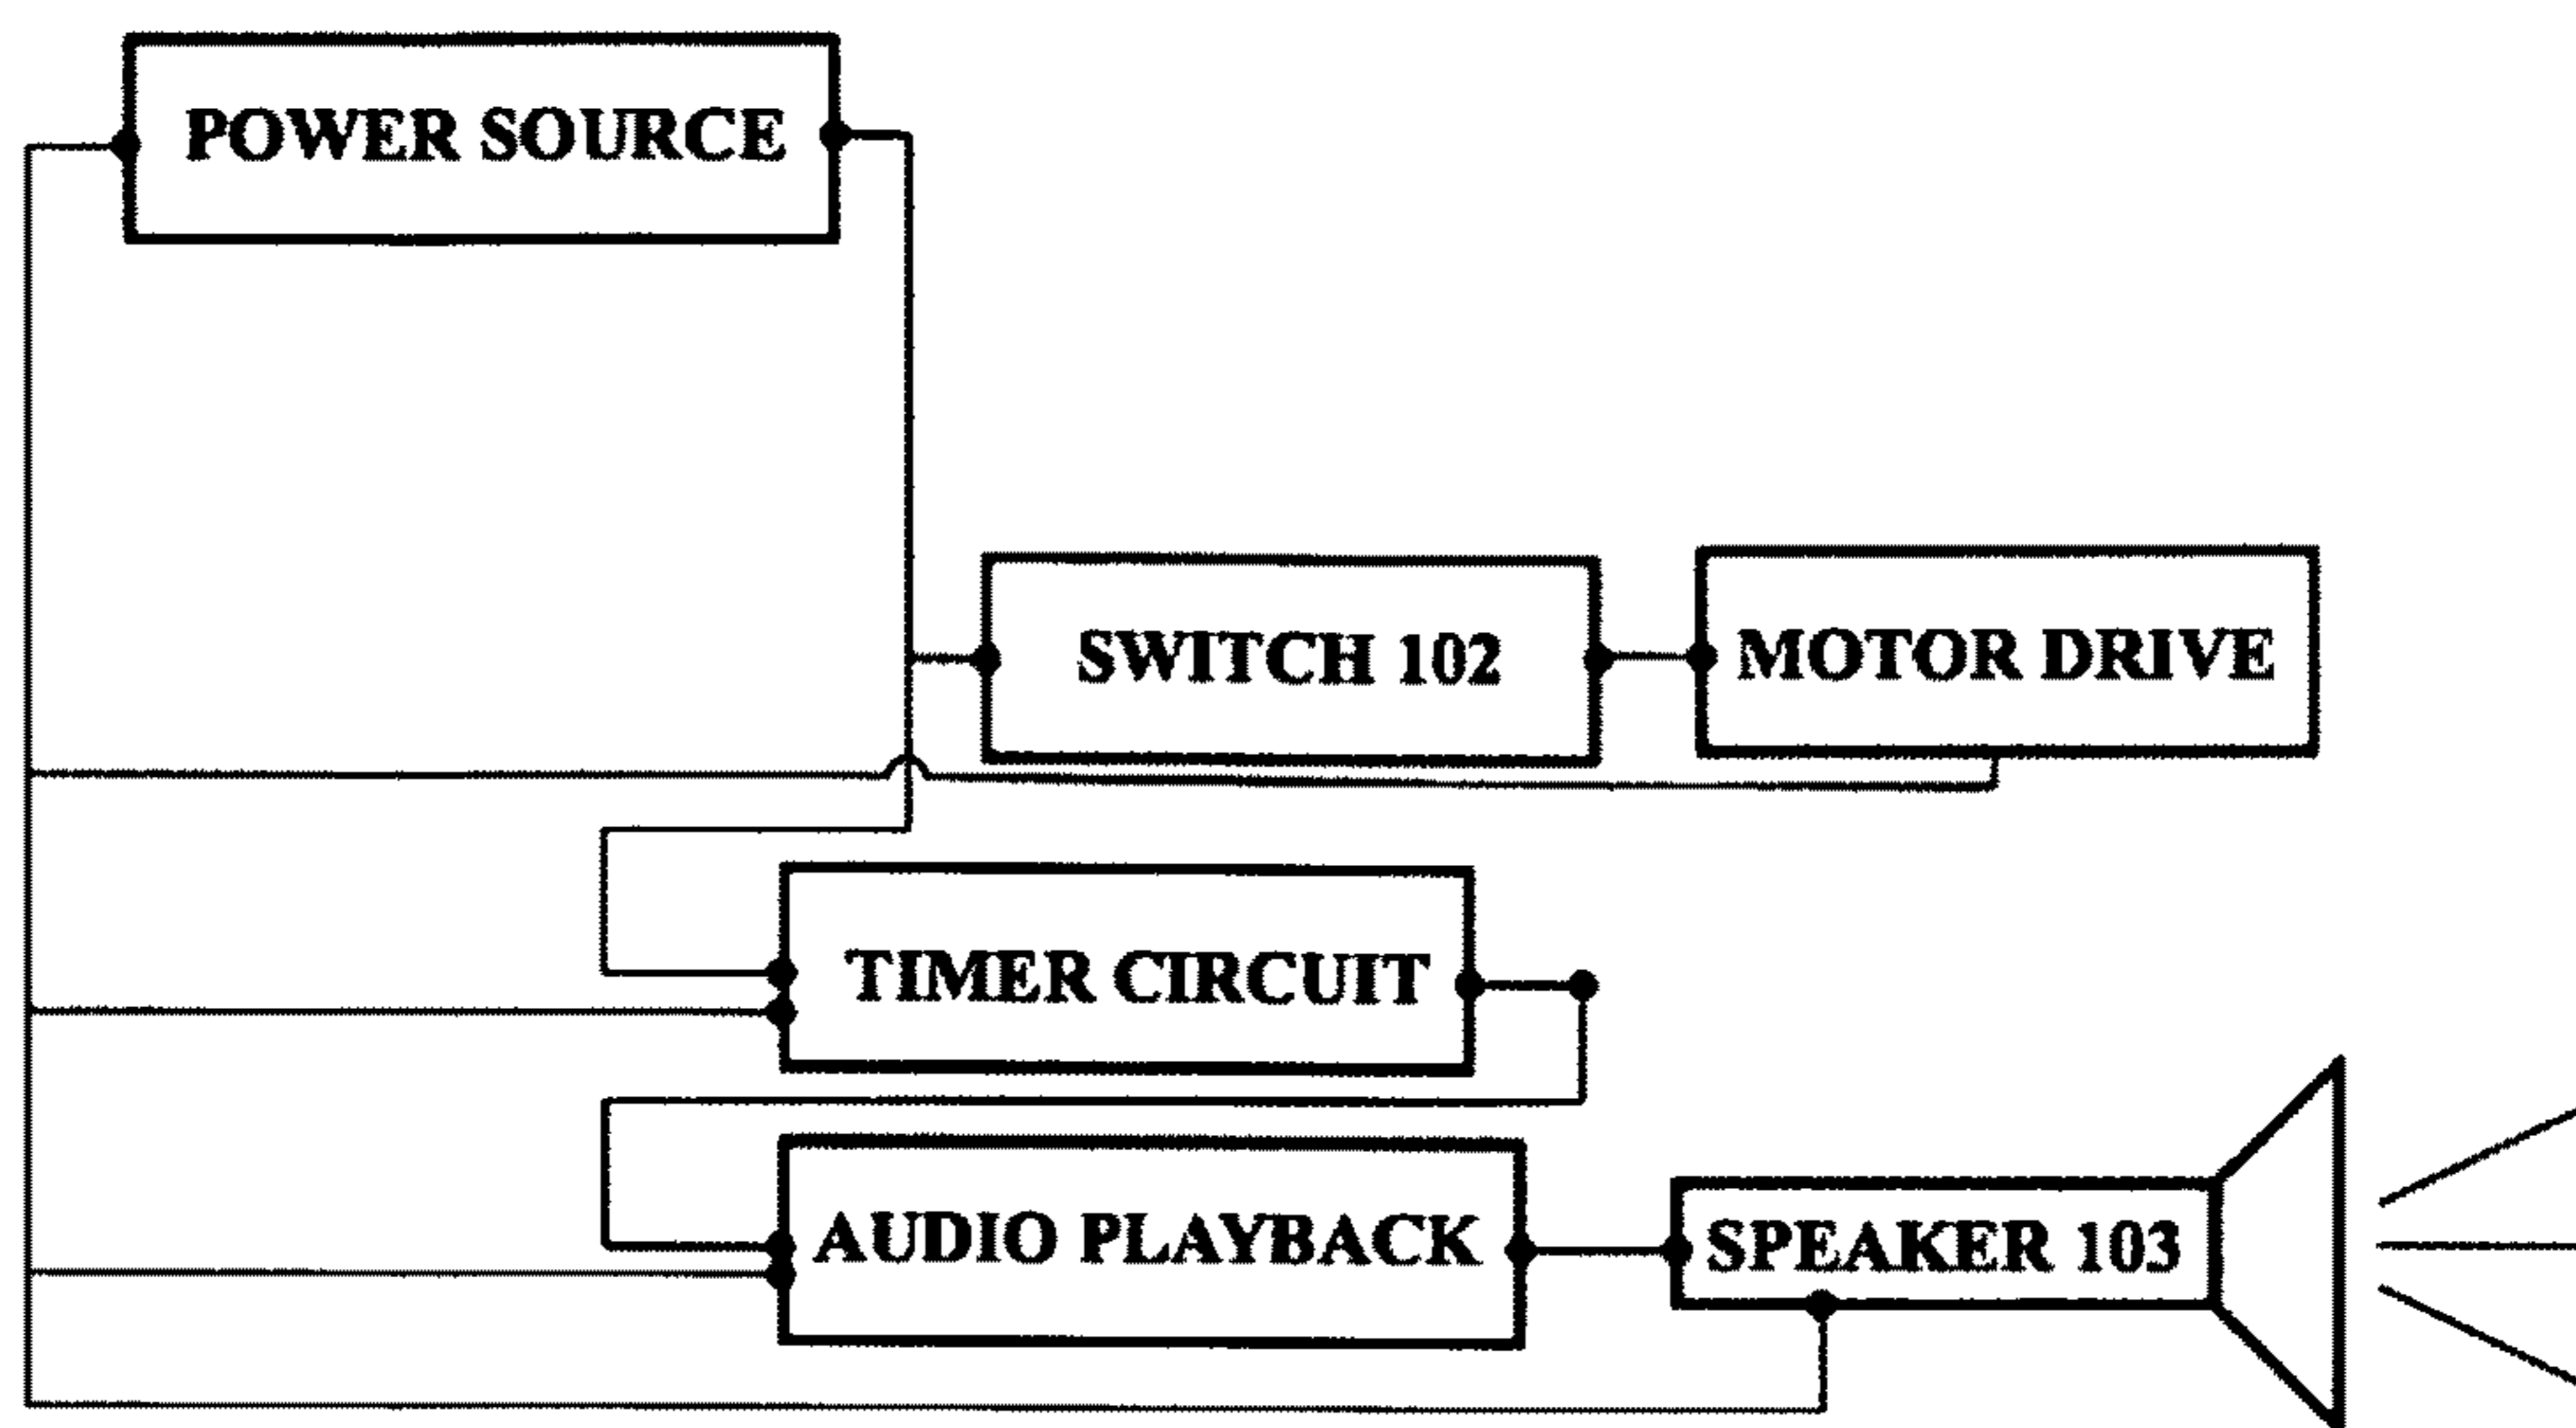 POWER SOURCE
SWITCH 102
MOTOR DRIVE
TIMER CIRCUIT
AUDIO PLAYBACK
SPEAKER 103